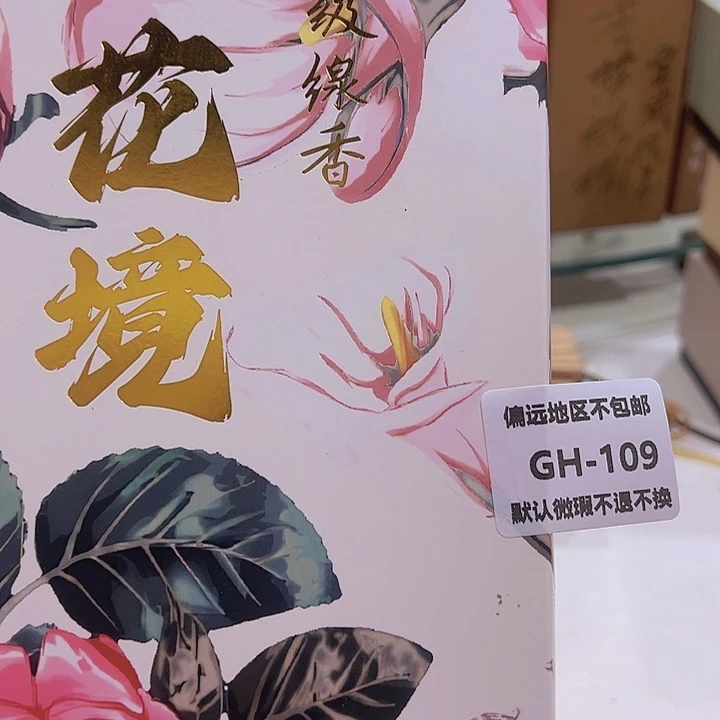 花境
级線香
偏远地区不包邮
GH-109
默认微瑕不退不换